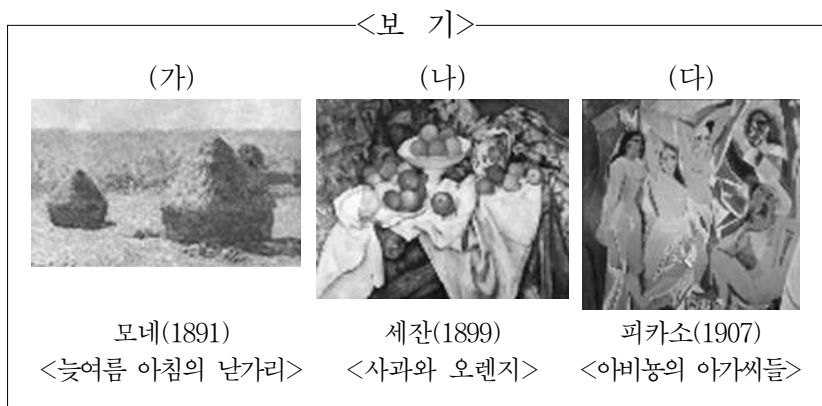 <보 기>
(가) (나) (다)
모네(1891) 세잔(1899) 피카소(1907)
<늦여름 아침의 낟가리> <사과와 오렌지> <아비뇽의 아가씨들>